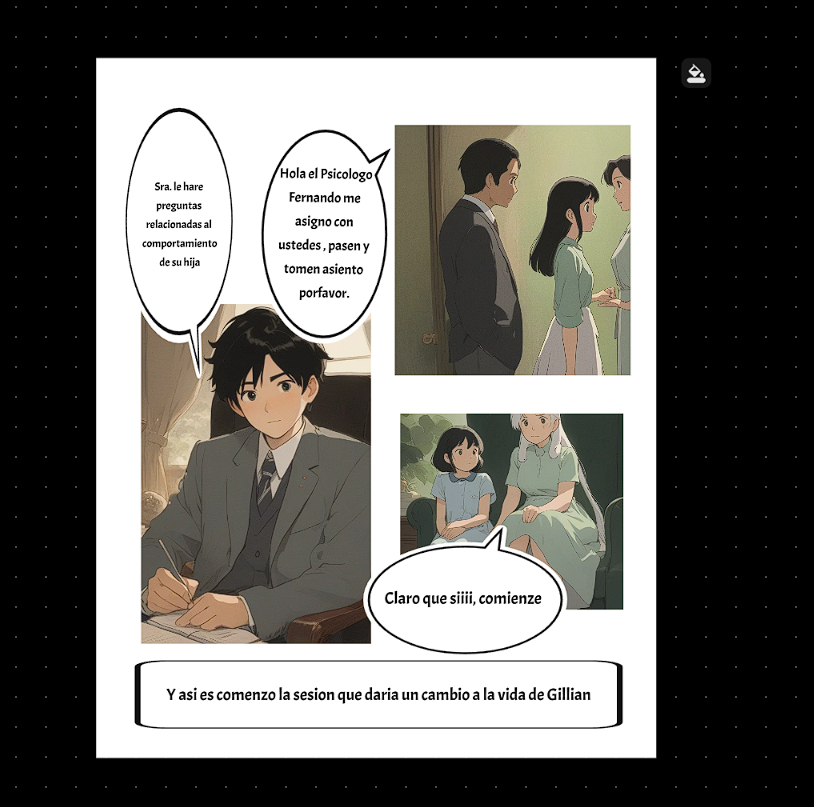 Sra. le hare
preguntas
relacionadas al
comportamiento
de su hija
Hola el Psicologo
Fernando me
asigno con
ustedes , pasen y
tomen asiento
porfavor.
Claro que siiii, comienze
Y asi es comenzo la sesion que daria un cambio a la vida de Gillian